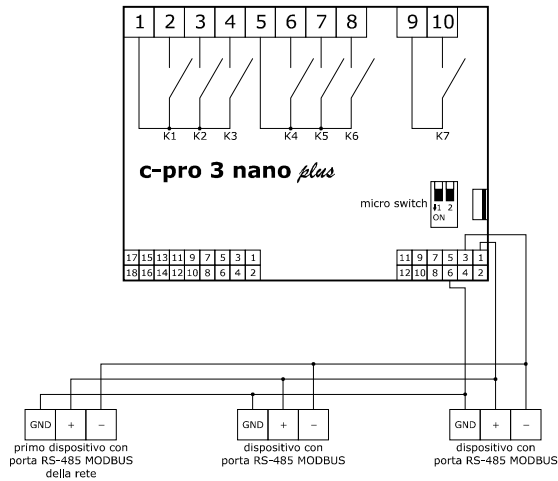 1 2 3 4 5 6 7 8 9 10
K1 K2 K3 K4 K5 K6 K7
c-pro 3 nano plus
micro switch
1 2
ON
17 15 13 11 9 7 5 3 1
18 16 14 12 10 8 6 4 2
11 9 7 5 3 1
12 10 8 6 4 2
GND + −
primo dispositivo con
porta RS-485 MODBUS
della rete
GND + −
dispositivo con
porta RS-485 MODBUS
GND + −
dispositivo con
porta RS-485 MODBUS